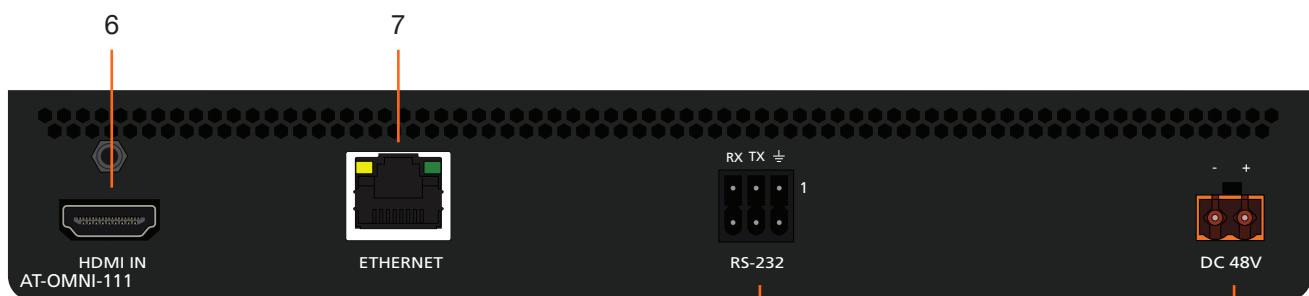 6 7
RX TX ⏚
- +
1
HDMI IN ETHERNET RS-232 DC 48V
AT-OMNI-111